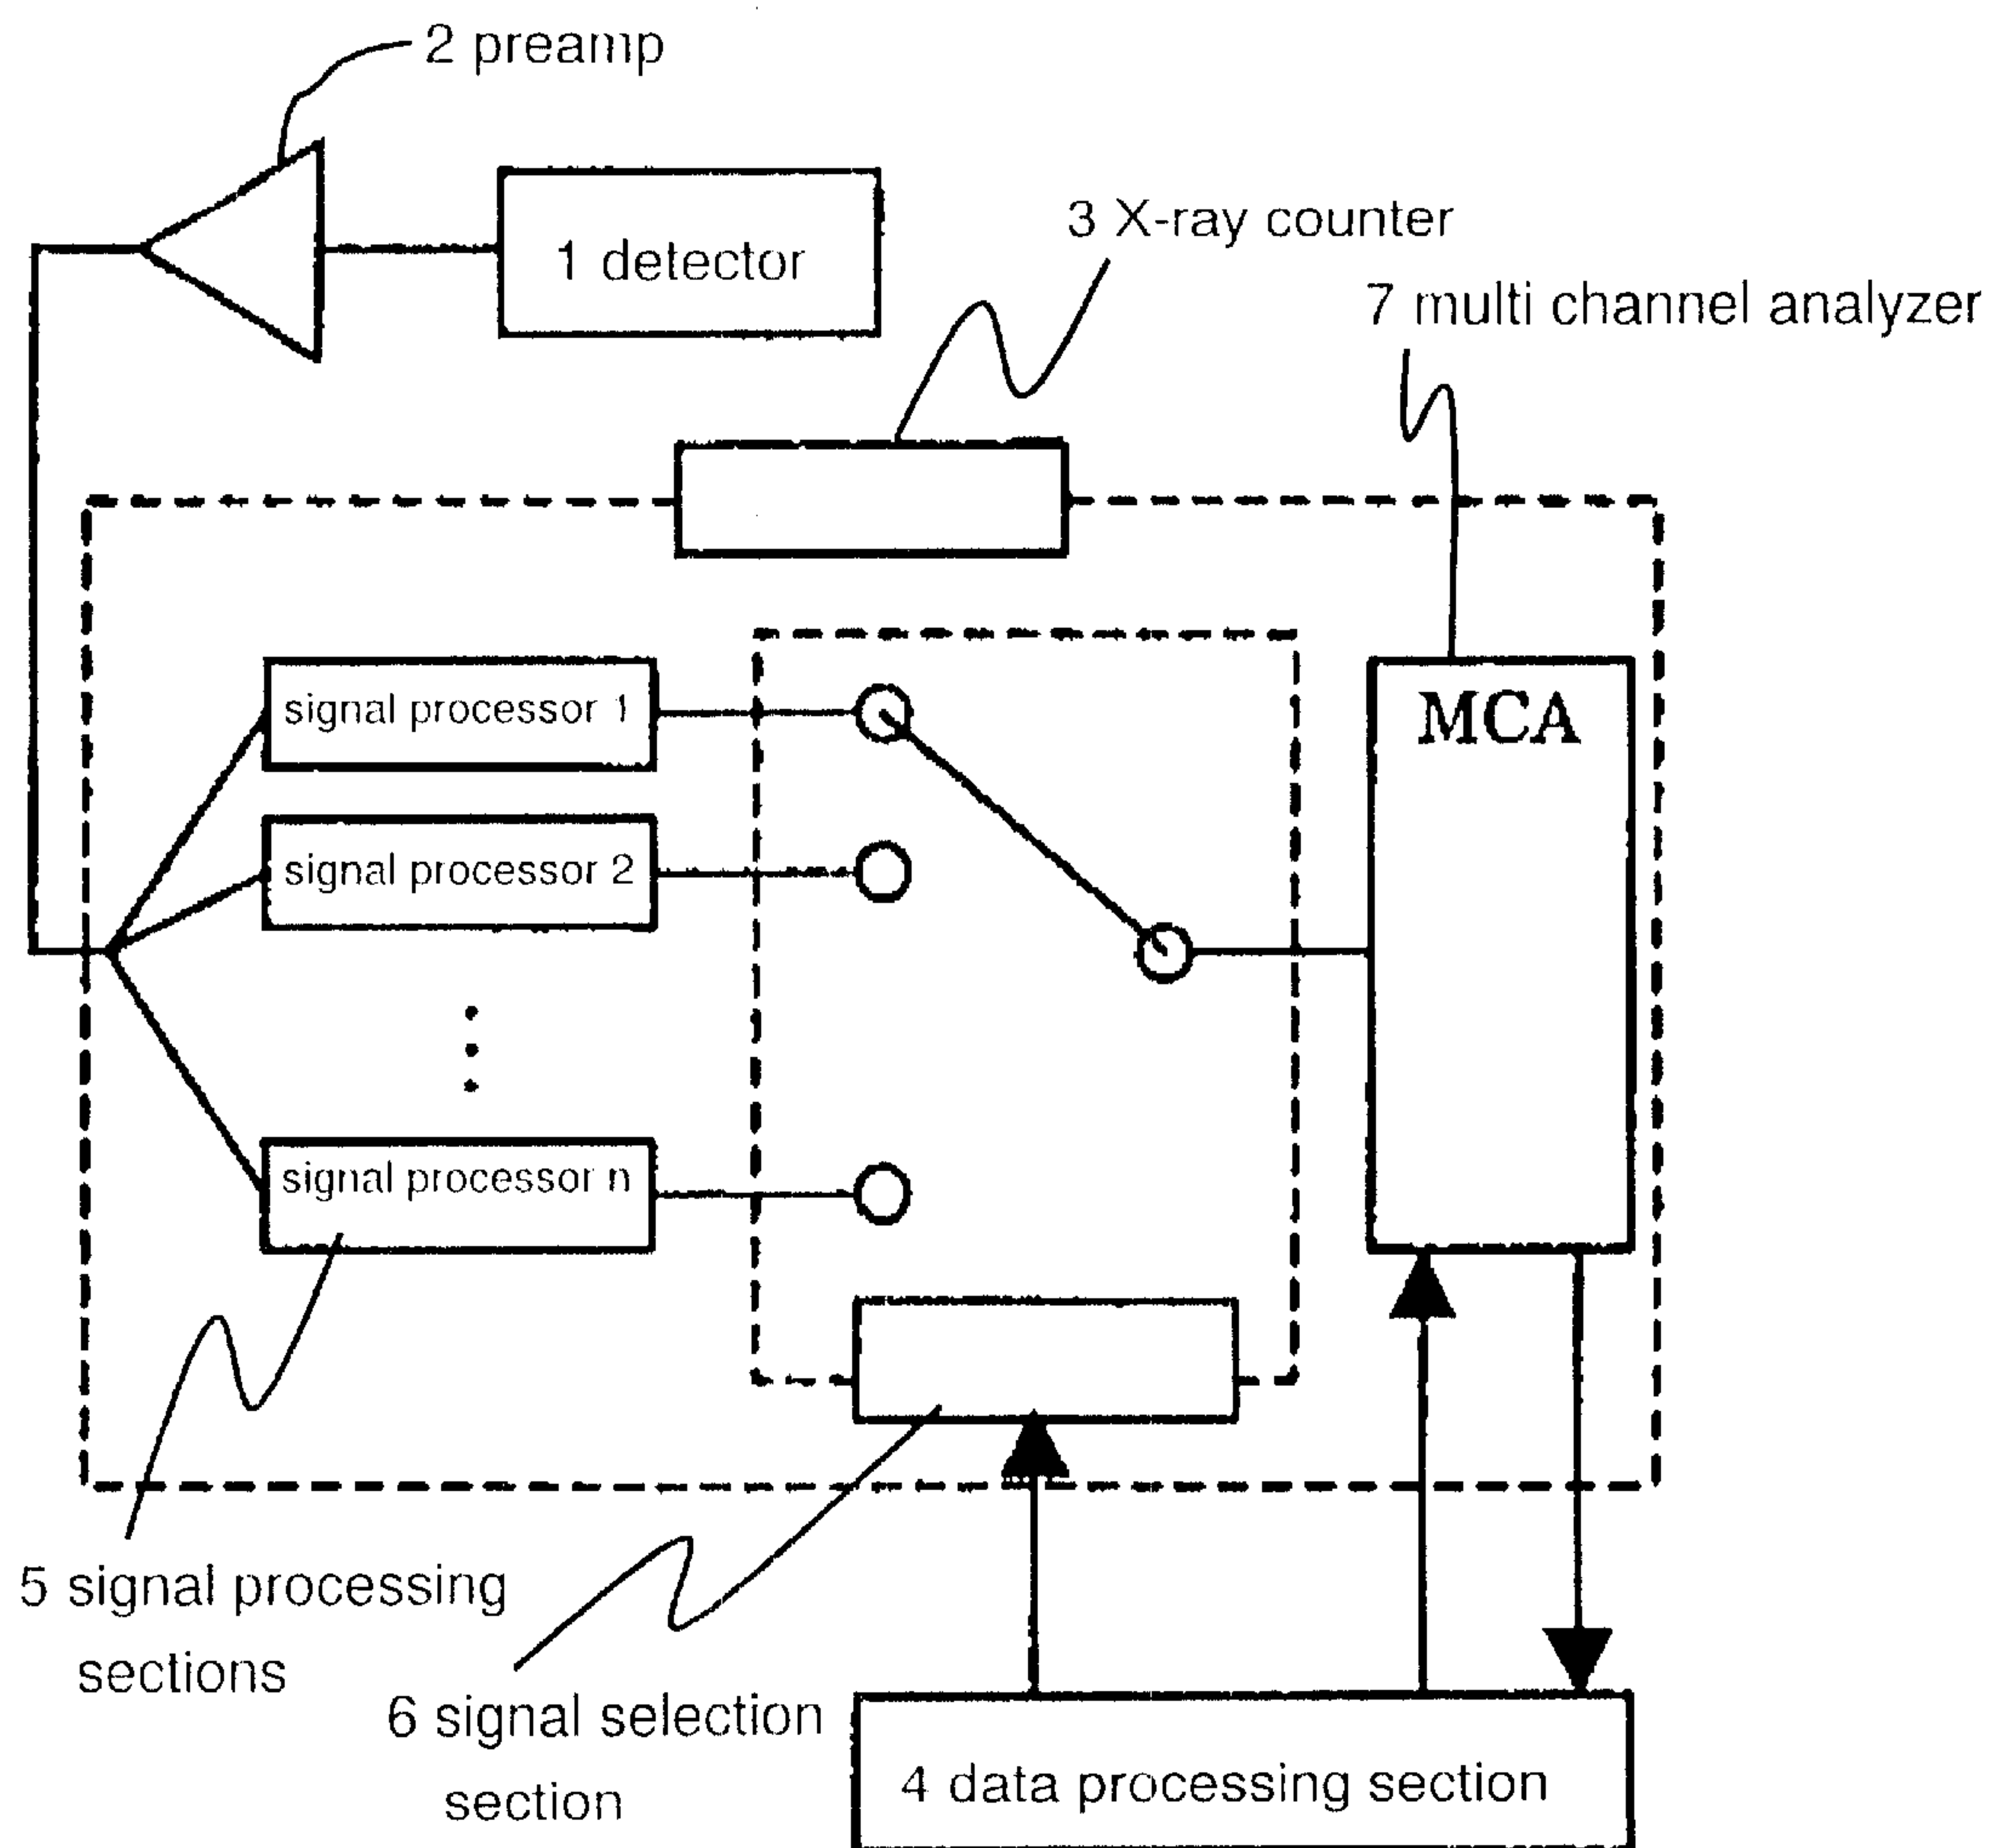 2 preamp
1 detector
3 X-ray counter
7 multi channel analyzer
signal processor 1
MCA
signal processor 2
signal processor n
5 signal processing
sections
6 signal selection
section
4 data processing section